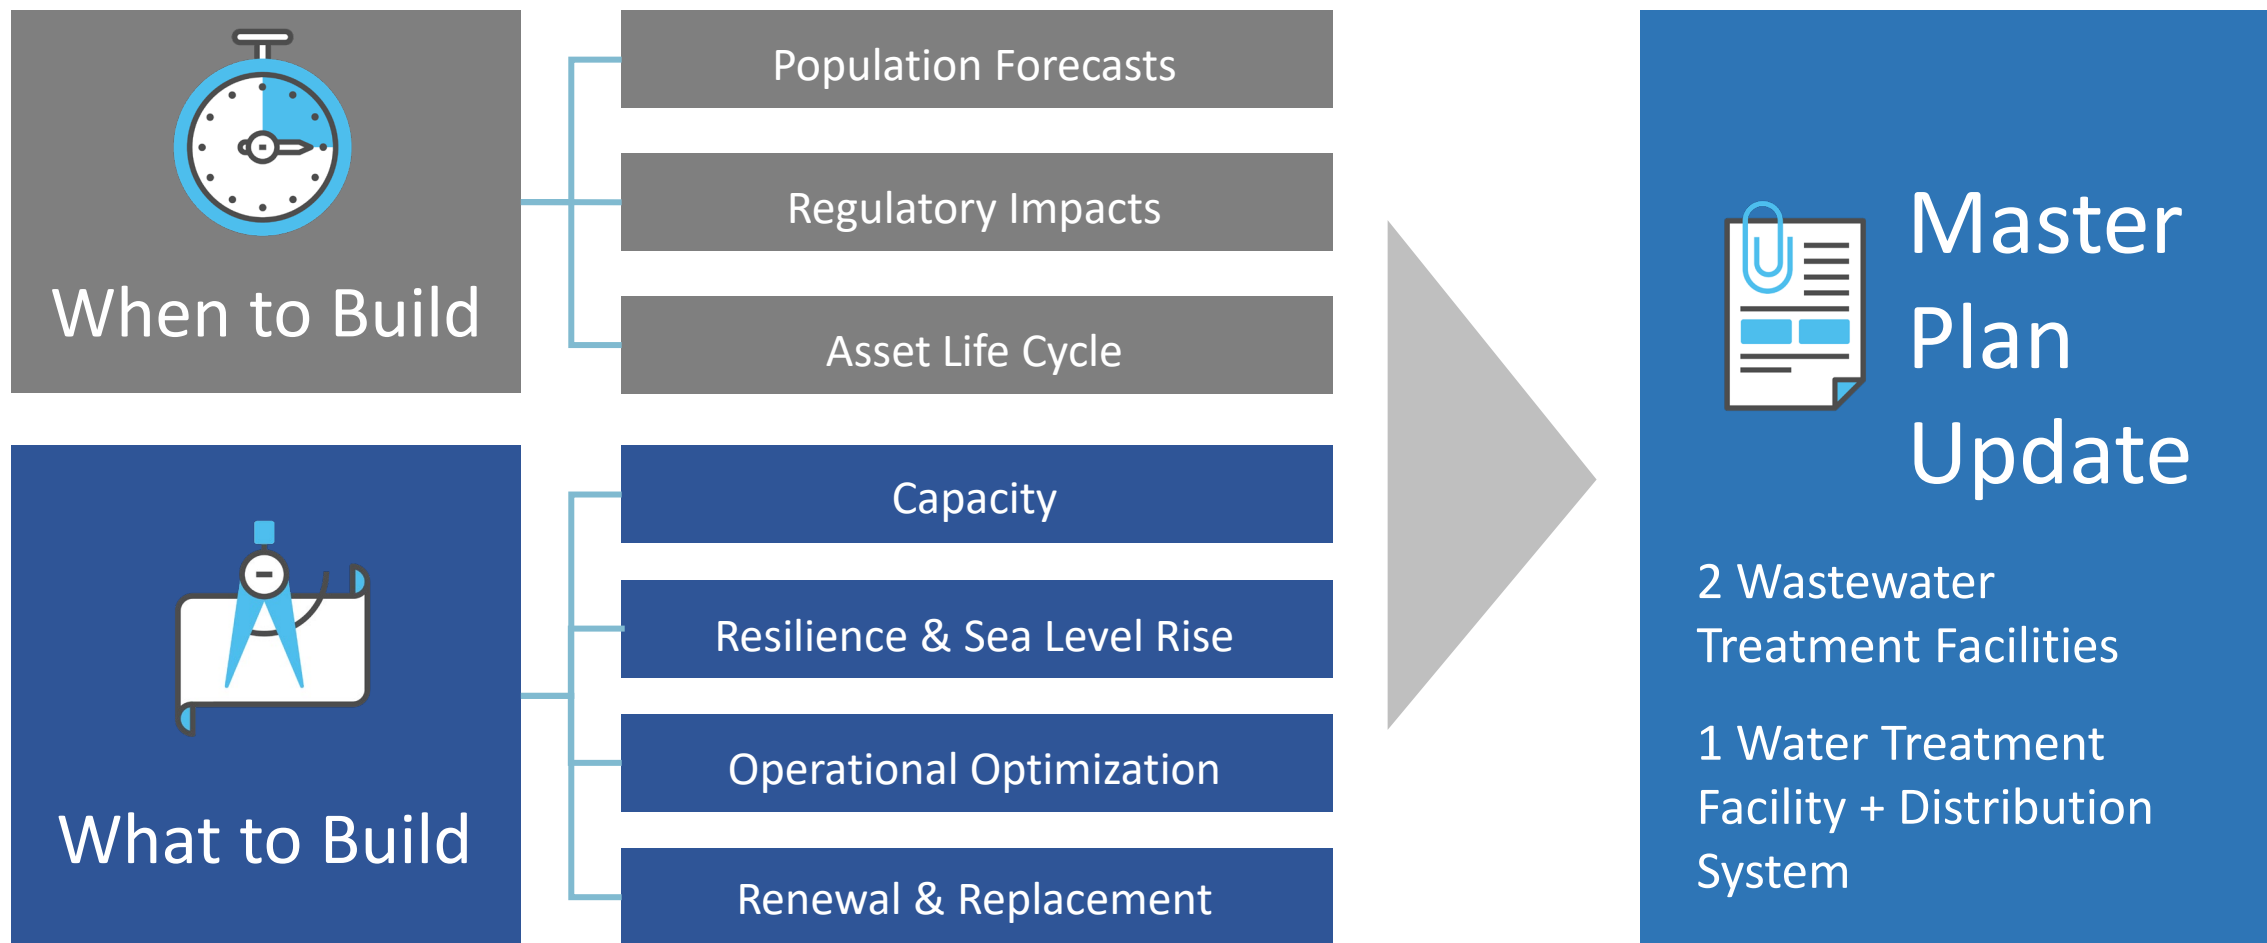 When to Build
Population Forecasts
Regulatory Impacts
Asset Life Cycle
What to Build
Capacity
Resilience & Sea Level Rise
Operational Optimization
Renewal & Replacement
Master
Plan
Update
2 Wastewater
Treatment Facilities
1 Water Treatment
Facility + Distribution
System